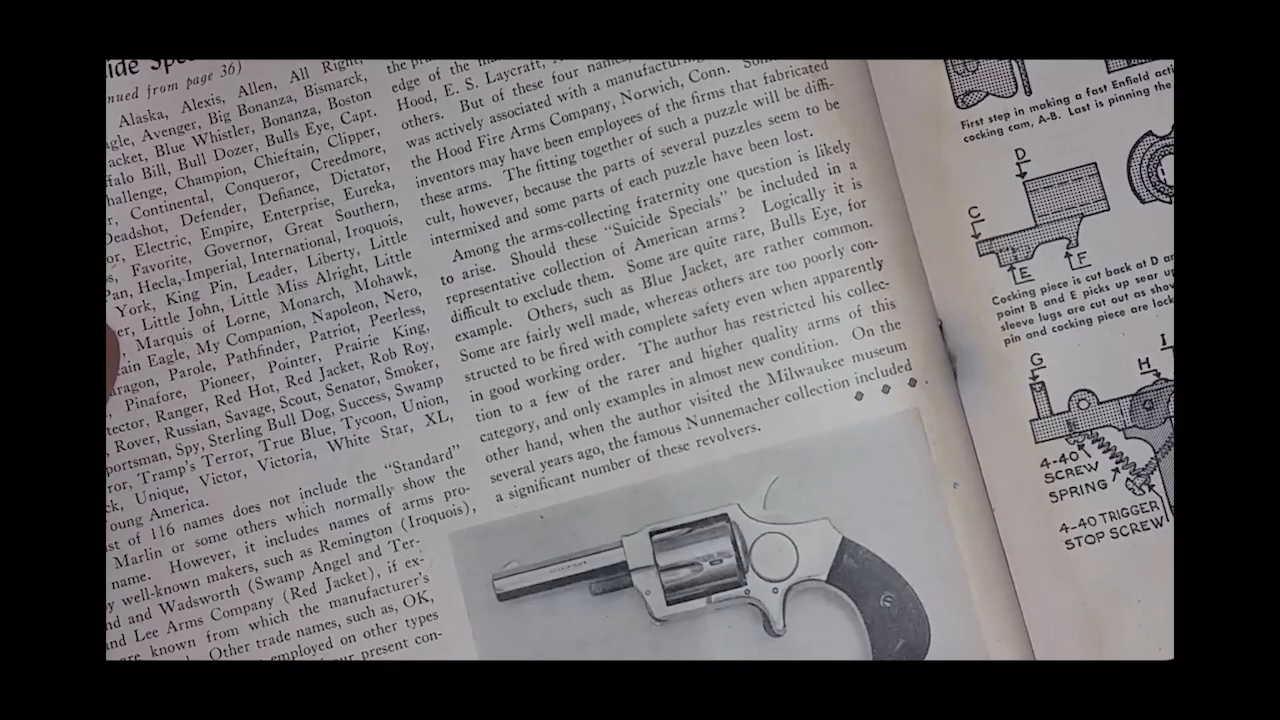 ide Spec
nued from page 36)
Alaska, Alexis, Allen, All Right,
gle, Avenger, Big Bonanza, Bismarck,
acket, Blue Whistler, Bonanza, Boston
falo Bill, Bull Dozer, Bulls Eye, Capt.
hallenge, Champion, Chieftain, Clipper,
r, Continental, Conqueror, Creedmore,
Deadshot, Defender, Defiance, Dictator,
or, Electric, Empire, Enterprise, Eureka,
s, Favorite, Governor, Great Southern,
Pan, Hecla, Imperial, International, Iroquois,
York, King Pin, Leader, Liberty, Little
er, Little John, Little Miss Alright, Little
, Marquis of Lorne, Monarch, Mohawk,
tain Eagle, My Companion, Napoleon, Nero,
aragon, Parole, Pathfinder, Patriot, Peerless,
, Pinafore, Pioneer, Pointer, Prairie King,
tector, Ranger, Red Hot, Red Jacket, Rob Roy,
, Rover, Russian, Savage, Scout, Senator, Smoker,
portsman, Spy, Sterling Bull Dog, Success, Swamp
ror, Tramp's Terror, True Blue, Tycoon, Union,
ck, Unique, Victor, Victoria, White Star, XL,
oung America.
st of 116 names does not include the "Standard"
Marlin or some others which normally show the
name. However, it includes names of arms pro-
y well-known makers, such as Remington (Iroquois),
nd and Wadsworth (Swamp Angel and Ter-
and Lee Arms Company (Red Jacket), if ex-
are known from which the manufacturer's
Other trade names, such as, OK,
employed on other types
ur present con-
edge of the
Hood, E. S. Laycraft,
others. But of these four names,
was actively associated with a manufacturing
the Hood Fire Arms Company, Norwich, Conn. Som
inventors may have been employees of the firms that fabricated
these arms. The fitting together of such a puzzle will be diffi-
cult, however, because the parts of several puzzles seem to be
intermixed and some parts of each puzzle have been lost.
Among the arms-collecting fraternity one question is likely
to arise. Should these "Suicide Specials" be included in a
representative collection of American arms? Logically it is
difficult to exclude them. Some are quite rare, Bulls Eye, for
example. Others, such as Blue Jacket, are rather common.
Some are fairly well made, whereas others are too poorly con-
structed to be fired with complete safety even when apparently
in good working order. The author has restricted his collec-
tion to a few of the rarer and higher quality arms of this
category, and only examples in almost new condition. On the
other hand, when the author visited the Milwaukee museum
several years ago, the famous Nunnemacher collection included
a significant number of these revolvers.
First step in making a fast Enfield acti
cocking cam, A-B. Last is pinning the
D
C
E
F
Cocking piece is cut back at D an
point B and E picks up sear up
sleeve lugs are cut out as show
pin and cocking piece are lock
G
H
I
4-40
SCREW
SPRING
4-40 TRIGGER
STOP SCREW